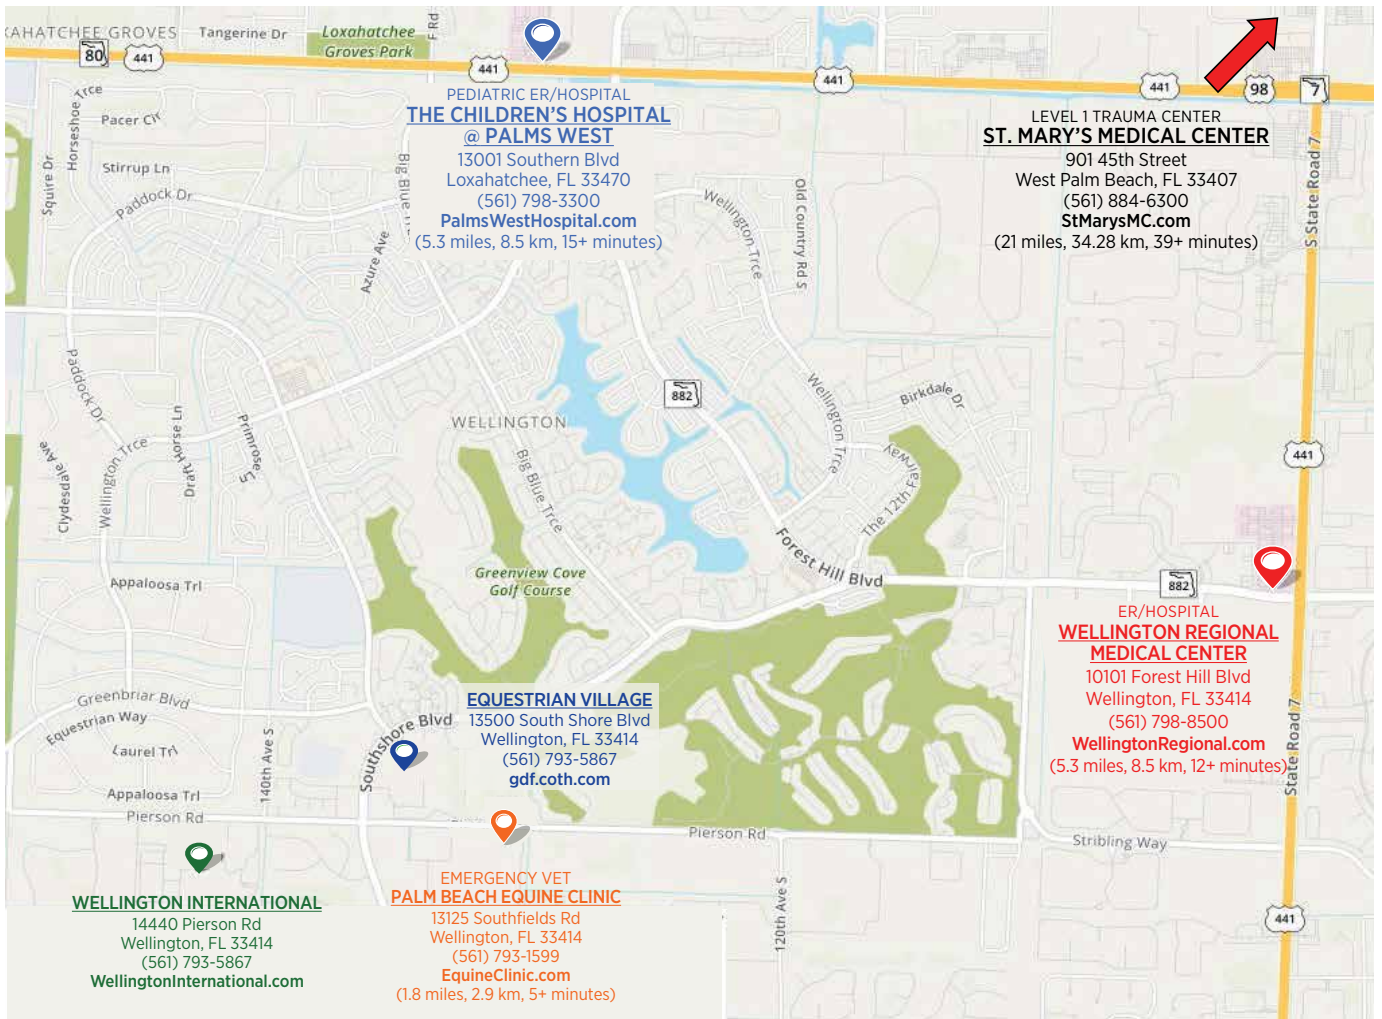 XAHATCHEE GROVES
Tangerine Dr
Loxahatchee
Groves Park
F Rd
80
441
441
441
441
98
7
PEDIATRIC ER/HOSPITAL
THE CHILDREN'S HOSPITAL
@ PALMS WEST
13001 Southern Blvd
Loxahatchee, FL 33470
(561) 798-3300
PalmsWestHospital.com
(5.3 miles, 8.5 km, 15+ minutes)
LEVEL 1 TRAUMA CENTER
ST. MARY'S MEDICAL CENTER
901 45th Street
West Palm Beach, FL 33407
(561) 884-6300
StMarysMC.com
(21 miles, 34.28 km, 39+ minutes)
Horseshoe Trce
Pacer Cir
Stirrup Ln
Squire Dr
Paddock Dr
Big Blue
Azure Ave
Wellington Trce
Old Country Rd S
S State Road 7
Paddock Dr
882
WELLINGTON
Wellington Trce
Birkdale Dr
Primrose Ln
Draft Horse Ln
Wellington Trce
Clydesdale Ave
Big Blue Trce
The 12th Fairway
441
Forest Hill Blvd
Greenview Cove
Golf Course
882
Appaloosa Trl
ER/HOSPITAL
WELLINGTON REGIONAL
MEDICAL CENTER
10101 Forest Hill Blvd
Wellington, FL 33414
(561) 798-8500
WellingtonRegional.com
(5.3 miles, 8.5 km, 12+ minutes)
State Road 7
Greenbriar Blvd
Equestrian Way
Laurel Trl
140th Ave S
Southshore Blvd
EQUESTRIAN VILLAGE
13500 South Shore Blvd
Wellington, FL 33414
(561) 793-5867
gdf.coth.com
Appaloosa Trl
Pierson Rd
Pierson Rd
Stribling Way
120th Ave S
441
WELLINGTON INTERNATIONAL
14440 Pierson Rd
Wellington, FL 33414
(561) 793-5867
WellingtonInternational.com
EMERGENCY VET
PALM BEACH EQUINE CLINIC
13125 Southfields Rd
Wellington, FL 33414
(561) 793-1599
EquineClinic.com
(1.8 miles, 2.9 km, 5+ minutes)